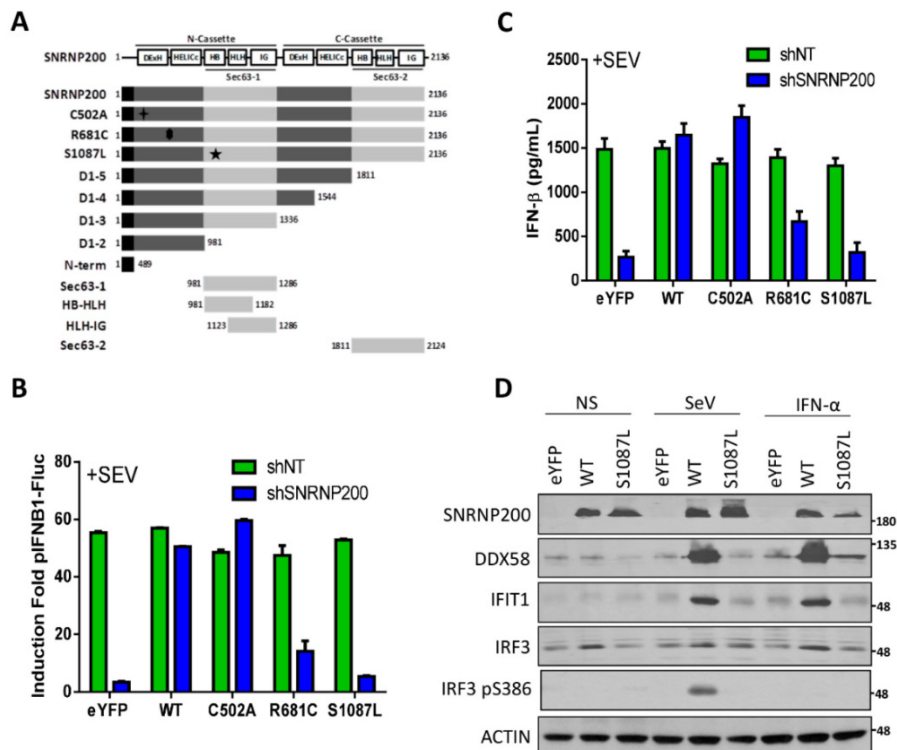 A
N-Cassette
C-Cassette
SNRNP200 1 DExH HELICc HB HLH IG DExH HELICc HB HLH IG 2136
Sec63-1
Sec63-2
SNRNP200 1 2136
C502A 1 2136
R681C 1 2136
S1087L 1 2136
D1-5 1 1811
D1-4 1 1544
D1-3 1 1336
D1-2 1 981
N-term 1 489
Sec63-1 981 1286
HB-HLH 981 1182
HLH-IG 1123 1286
Sec63-2 1811 2124
B
Induction Fold pIFNB1-Fluc
80
60
40
20
0
+SEV
shNT
shSNRNP200
eYFP WT C502A R681C S1087L
C
IFN-β (pg/mL)
2500
2000
1500
1000
500
0
+SEV
shNT
shSNRNP200
eYFP WT C502A R681C S1087L
D
NS SeV IFN-α
eYFP WT S1087L eYFP WT S1087L eYFP WT S1087L
SNRNP200 -180
DDX58 135
IFIT1 -48
IRF3 -48
IRF3 pS386 -48
ACTIN -48